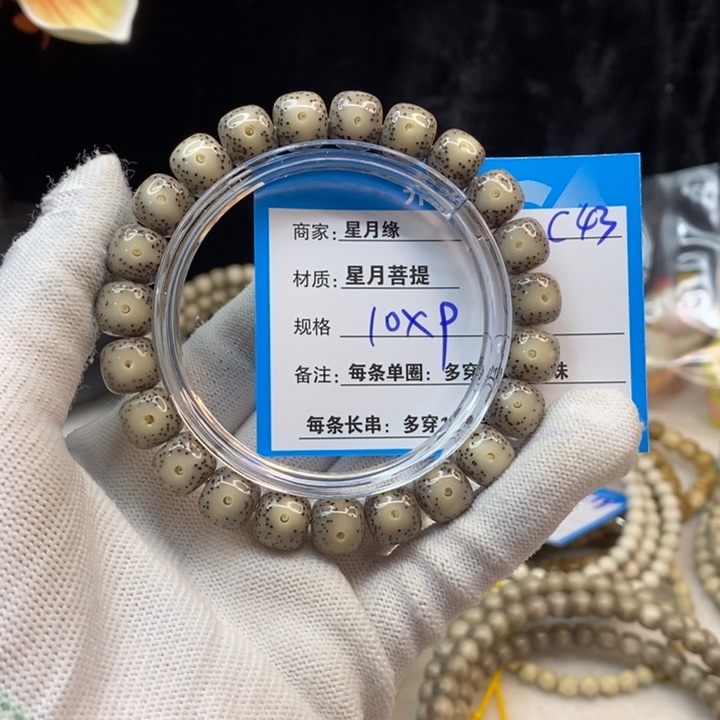 商家: 星月缘 C43
材质: 星月菩提
规格 10XP
备注: 每条单圈: 多穿 珠
每条长串: 多穿